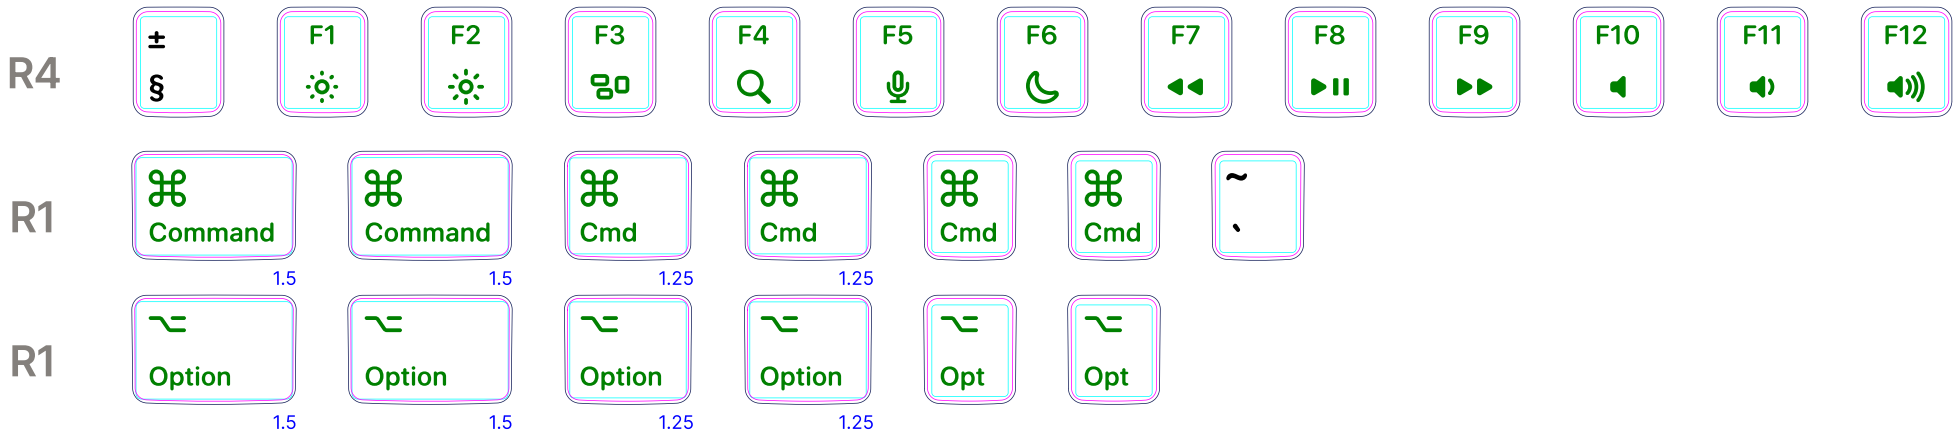 ± F1 F2 F3 F4 F5 F6 F7 F8 F9 F10 F11 F12
R4
§
⌘ ⌘ ⌘ ⌘ ⌘ ⌘ ~
R1
Command Command Cmd Cmd Cmd Cmd `
1.5 1.5 1.25 1.25
⌥ ⌥ ⌥ ⌥ ⌥ ⌥
R1
Option Option Option Option Opt Opt
1.5 1.5 1.25 1.25